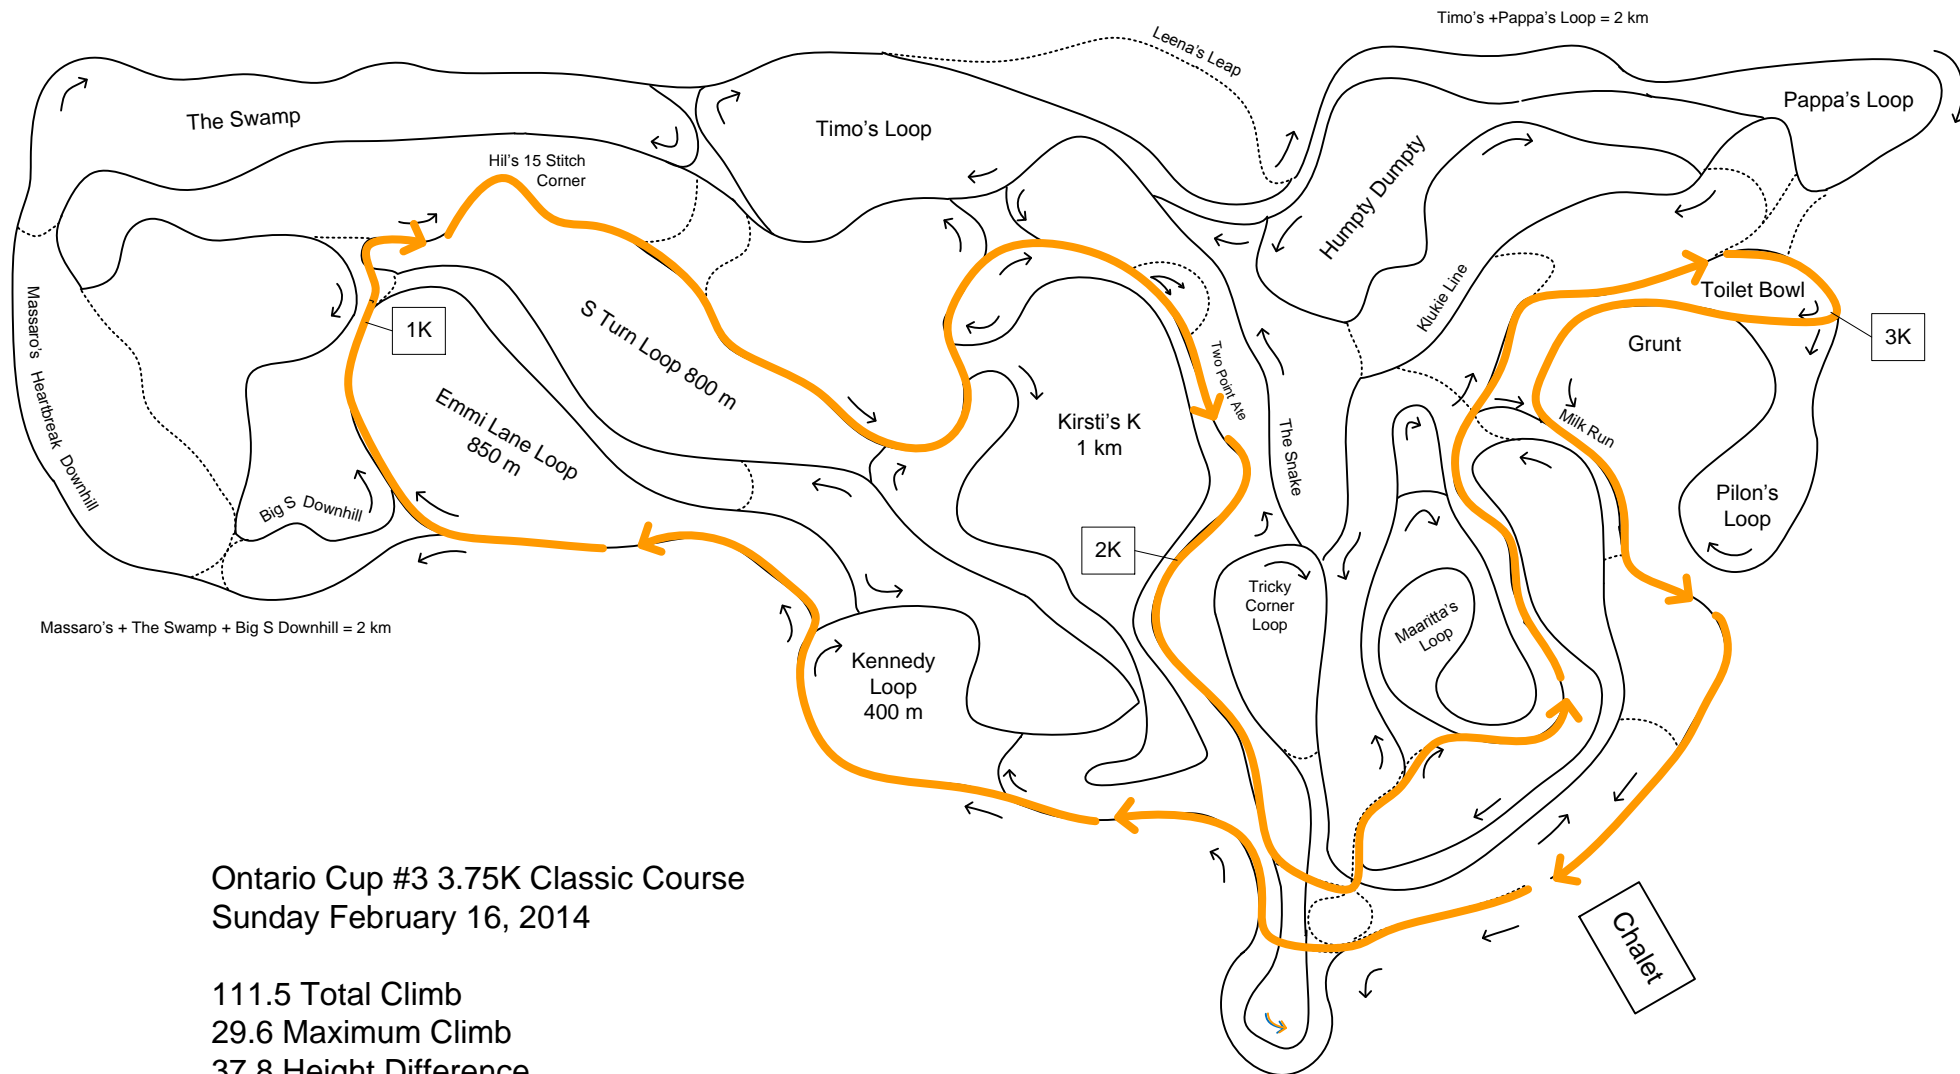 Timo's +Pappa's Loop = 2 km
Leena's Leap
Pappa's Loop
The Swamp
Timo's Loop
Hil's 15 Stitch
Corner
Humpty Dumpty
Klukie Line
Toilet Bowl
Massaro's Heartbreak Downhill
1K
S Turn Loop 800 m
3K
Grunt
Two Point Ate
Emmi Lane Loop
850 m
Kirsti's K
1 km
Milk Run
The Snake
Big S Downhill
Pilon's
Loop
2K
Tricky
Corner
Loop
Maaritta's
Loop
Massaro's + The Swamp + Big S Downhill = 2 km
Kennedy
Loop
400 m
Chalet
Ontario Cup #3 3.75K Classic Course
Sunday February 16, 2014
111.5 Total Climb
29.6 Maximum Climb
37.8 Height Difference